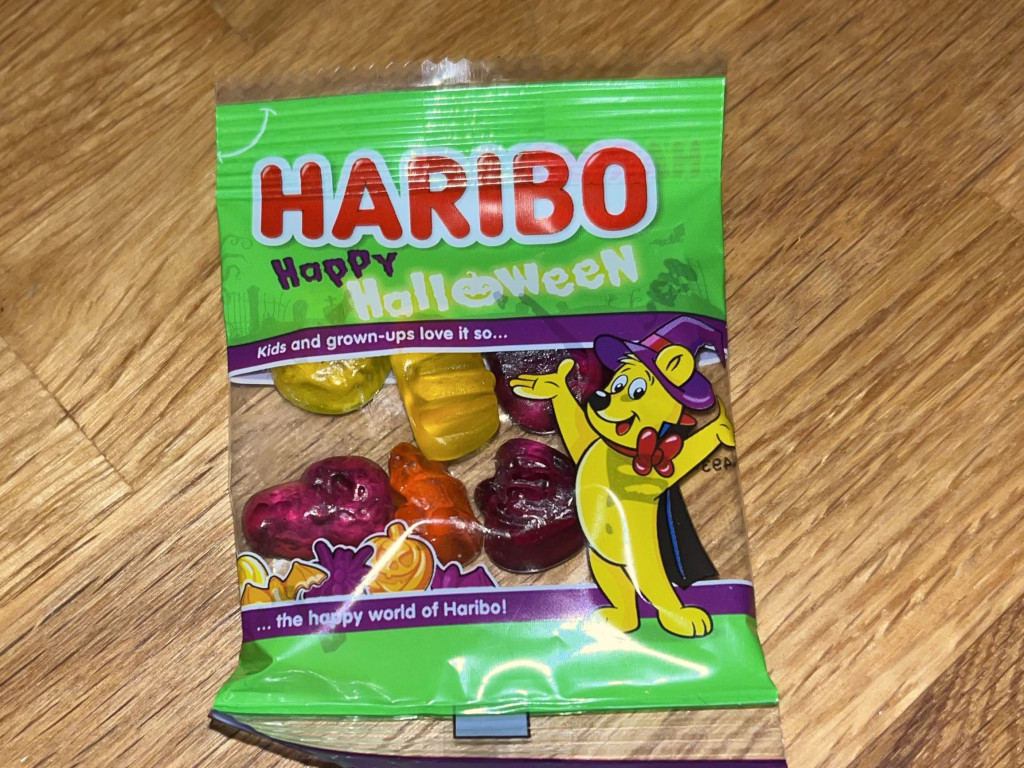 HARIBO
Happy
Halloween
Kids and grown-ups love it so...
... the happy world of Haribo!